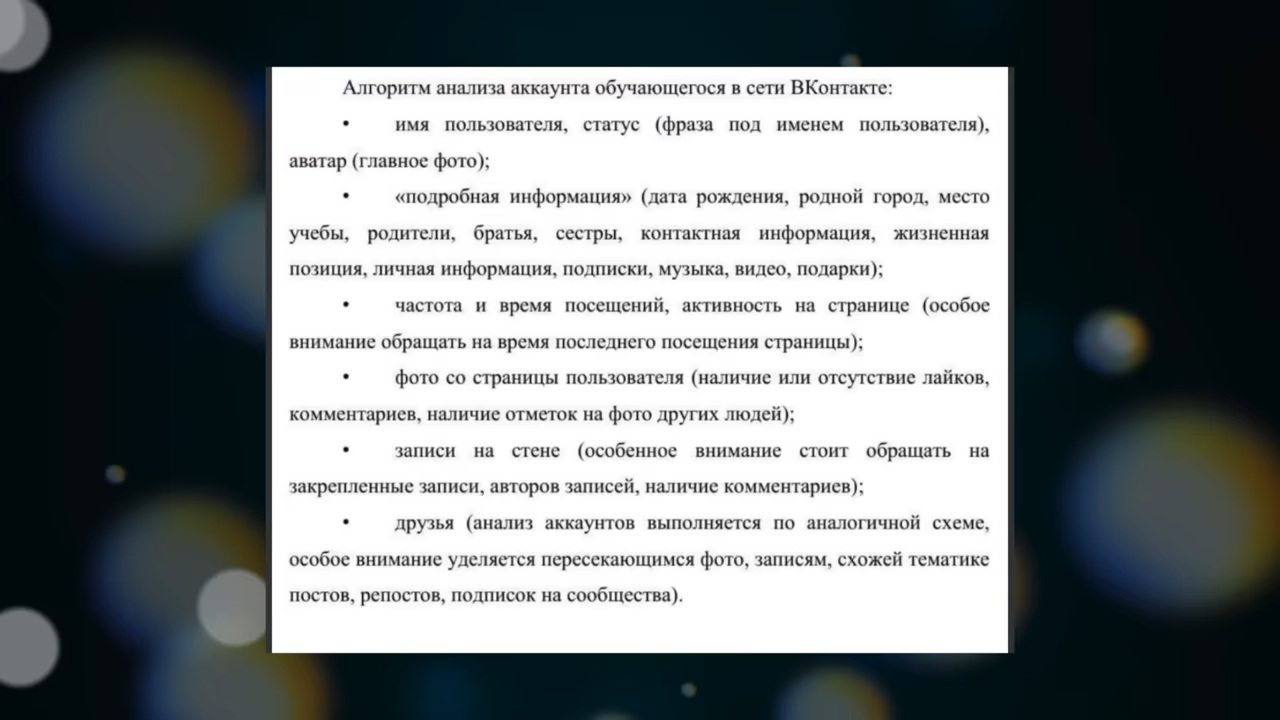 Алгоритм анализа аккаунта обучающегося в сети ВКонтакте:
• имя пользователя, статус (фраза под именем пользователя),
аватар (главное фото);
• «подробная информация» (дата рождения, родной город, место
учебы, родители, братья, сестры, контактная информация, жизненная
позиция, личная информация, подписки, музыка, видео, подарки);
• частота и время посещений, активность на странице (особое
внимание обращать на время последнего посещения страницы);
• фото со страницы пользователя (наличие или отсутствие лайков,
комментариев, наличие отметок на фото других людей);
• записи на стене (особенное внимание стоит обращать на
закрепленные записи, авторов записей, наличие комментариев);
• друзья (анализ аккаунтов выполняется по аналогичной схеме,
особое внимание уделяется пересекающимся фото, записям, схожей тематике
постов, репостов, подписок на сообщества).